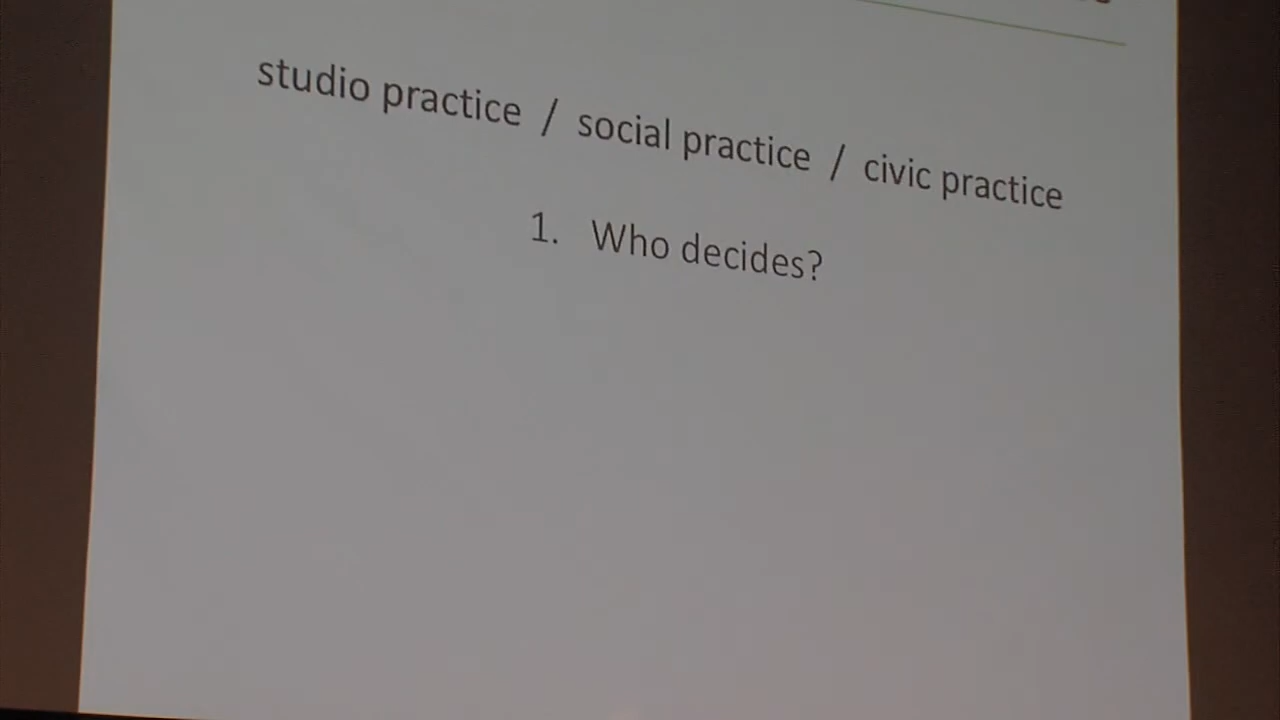 studio practice / social practice / civic practice
1. Who decides?